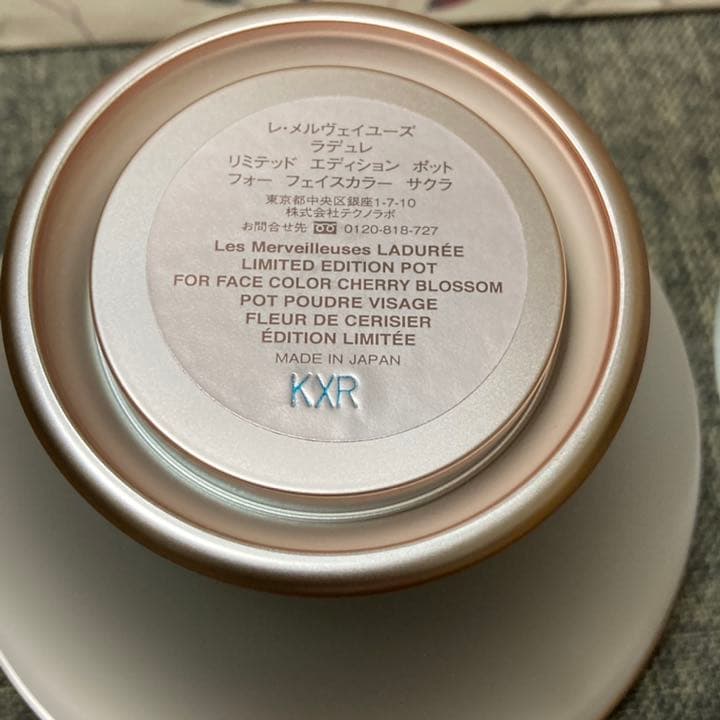 レ・メルヴェイユーズ
ラデュレ
リミテッド エディション ポット
フォー フェイスカラー サクラ
東京都中央区銀座1-7-10
株式会社テクノラボ
お問合せ先 0120-818-727
Les Merveilleuses LADURÉE
LIMITED EDITION POT
FOR FACE COLOR CHERRY BLOSSOM
POT POUDRE VISAGE
FLEUR DE CERISIER
ÉDITION LIMITÉE
MADE IN JAPAN
KXR